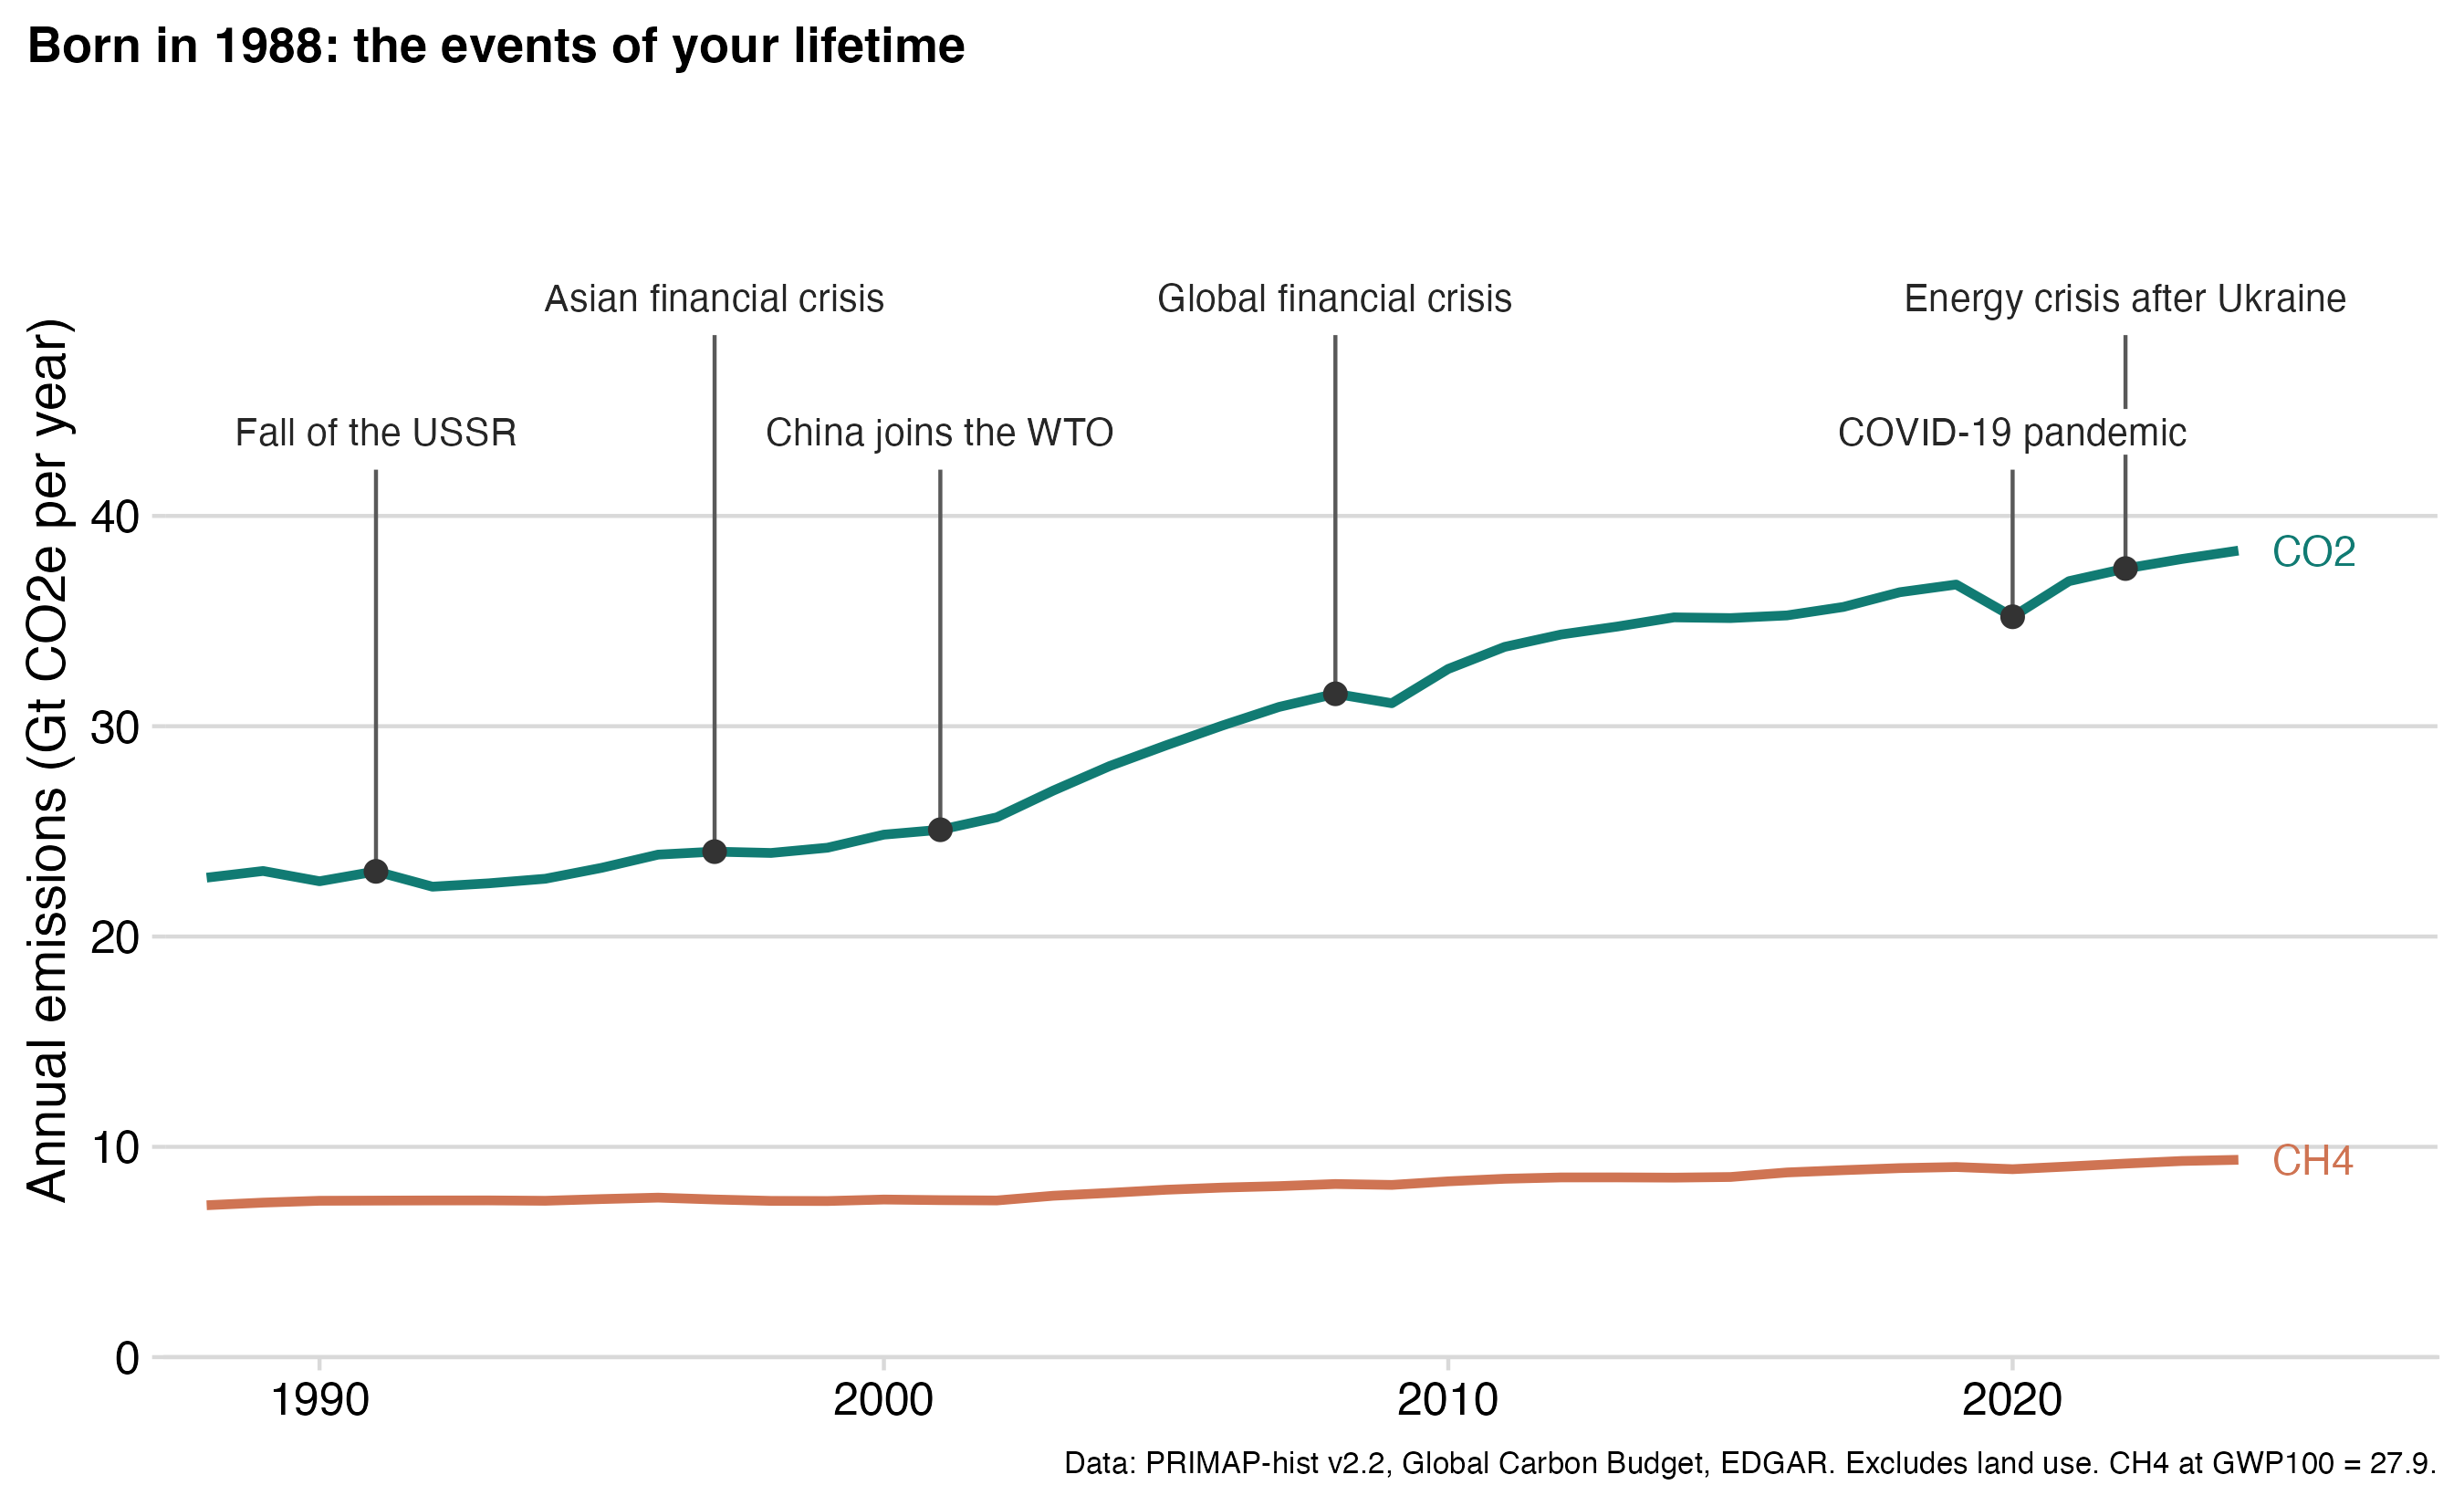 Born in 1988: the events of your lifetime
Asian financial crisis
Global financial crisis
Energy crisis after Ukraine
Fall of the USSR
China joins the WTO
COVID-19 pandemic
Annual emissions (Gt CO2e per year)
40
CO2
30
20
10
CH4
0
1990
2000
2010
2020
Data: PRIMAP-hist v2.2, Global Carbon Budget, EDGAR. Excludes land use. CH4 at GWP100 = 27.9.